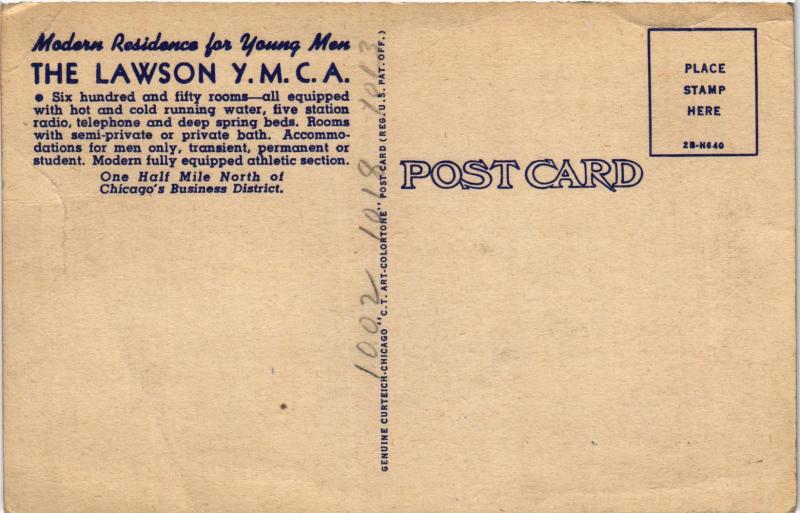 Modern Residence for Young Men
THE LAWSON Y.M.C.A.
● Six hundred and fifty rooms—all equipped
with hot and cold running water, five station
radio, telephone and deep spring beds. Rooms
with semi-private or private bath. Accommo-
dations for men only, transient, permanent or
student. Modern fully equipped athletic section.
One Half Mile North of
Chicago's Business District.
1002 1018 1013
GENUINE CURTEICH-CHICAGO "C.T. ART-COLORTONE" POST CARD (REG. U.S. PAT. OFF.)
POST CARD
PLACE
STAMP
HERE
2B-H640